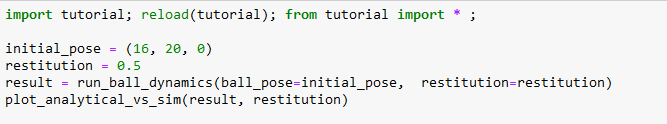 import tutorial; reload(tutorial); from tutorial import * ;
initial_pose = (16, 20, 0)
restitution = 0.5
result = run_ball_dynamics(ball_pose=initial_pose,  restitution=restitution)
plot_analytical_vs_sim(result, restitution)